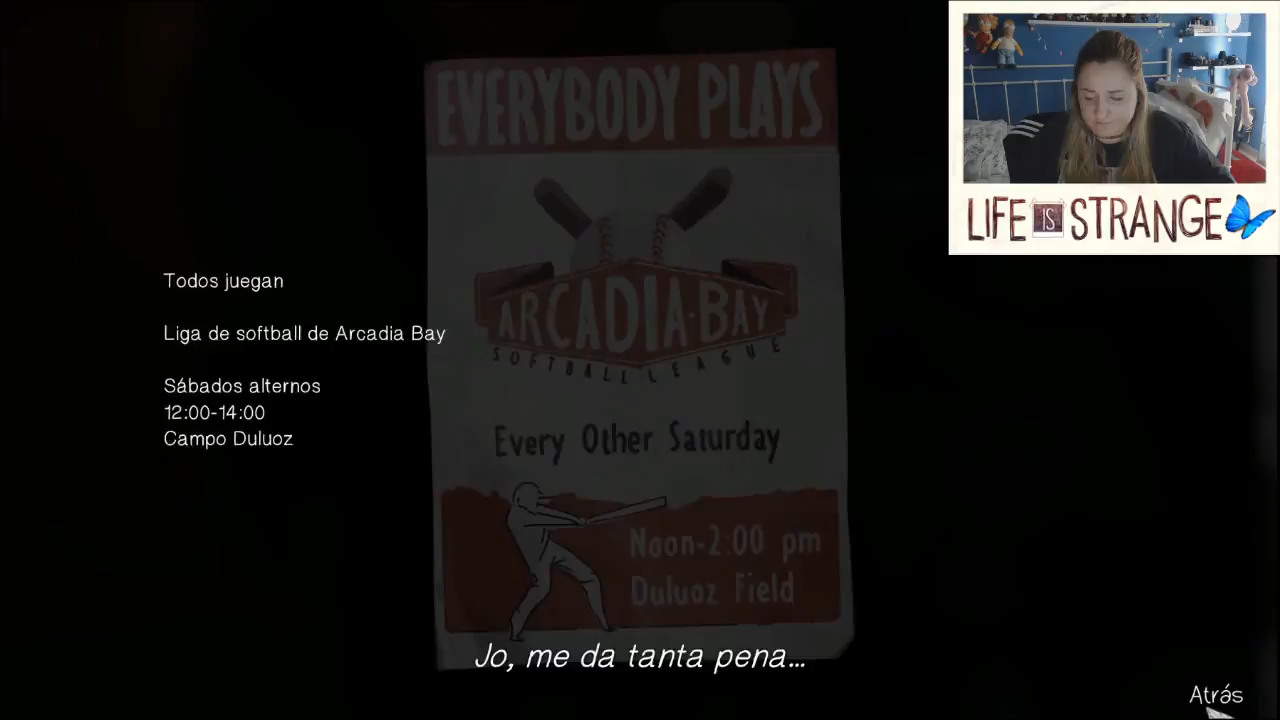 EVERYBODY PLAYS
ARCADIA·BAY
SOFTBALL LEAGUE
Every Other Saturday
Noon-2:00 pm
Duluoz Field
Todos juegan
Liga de softball de Arcadia Bay
Sábados alternos
12:00-14:00
Campo Duluoz
LIFE IS STRANGE
Jo, me da tanta pena...
Atrás